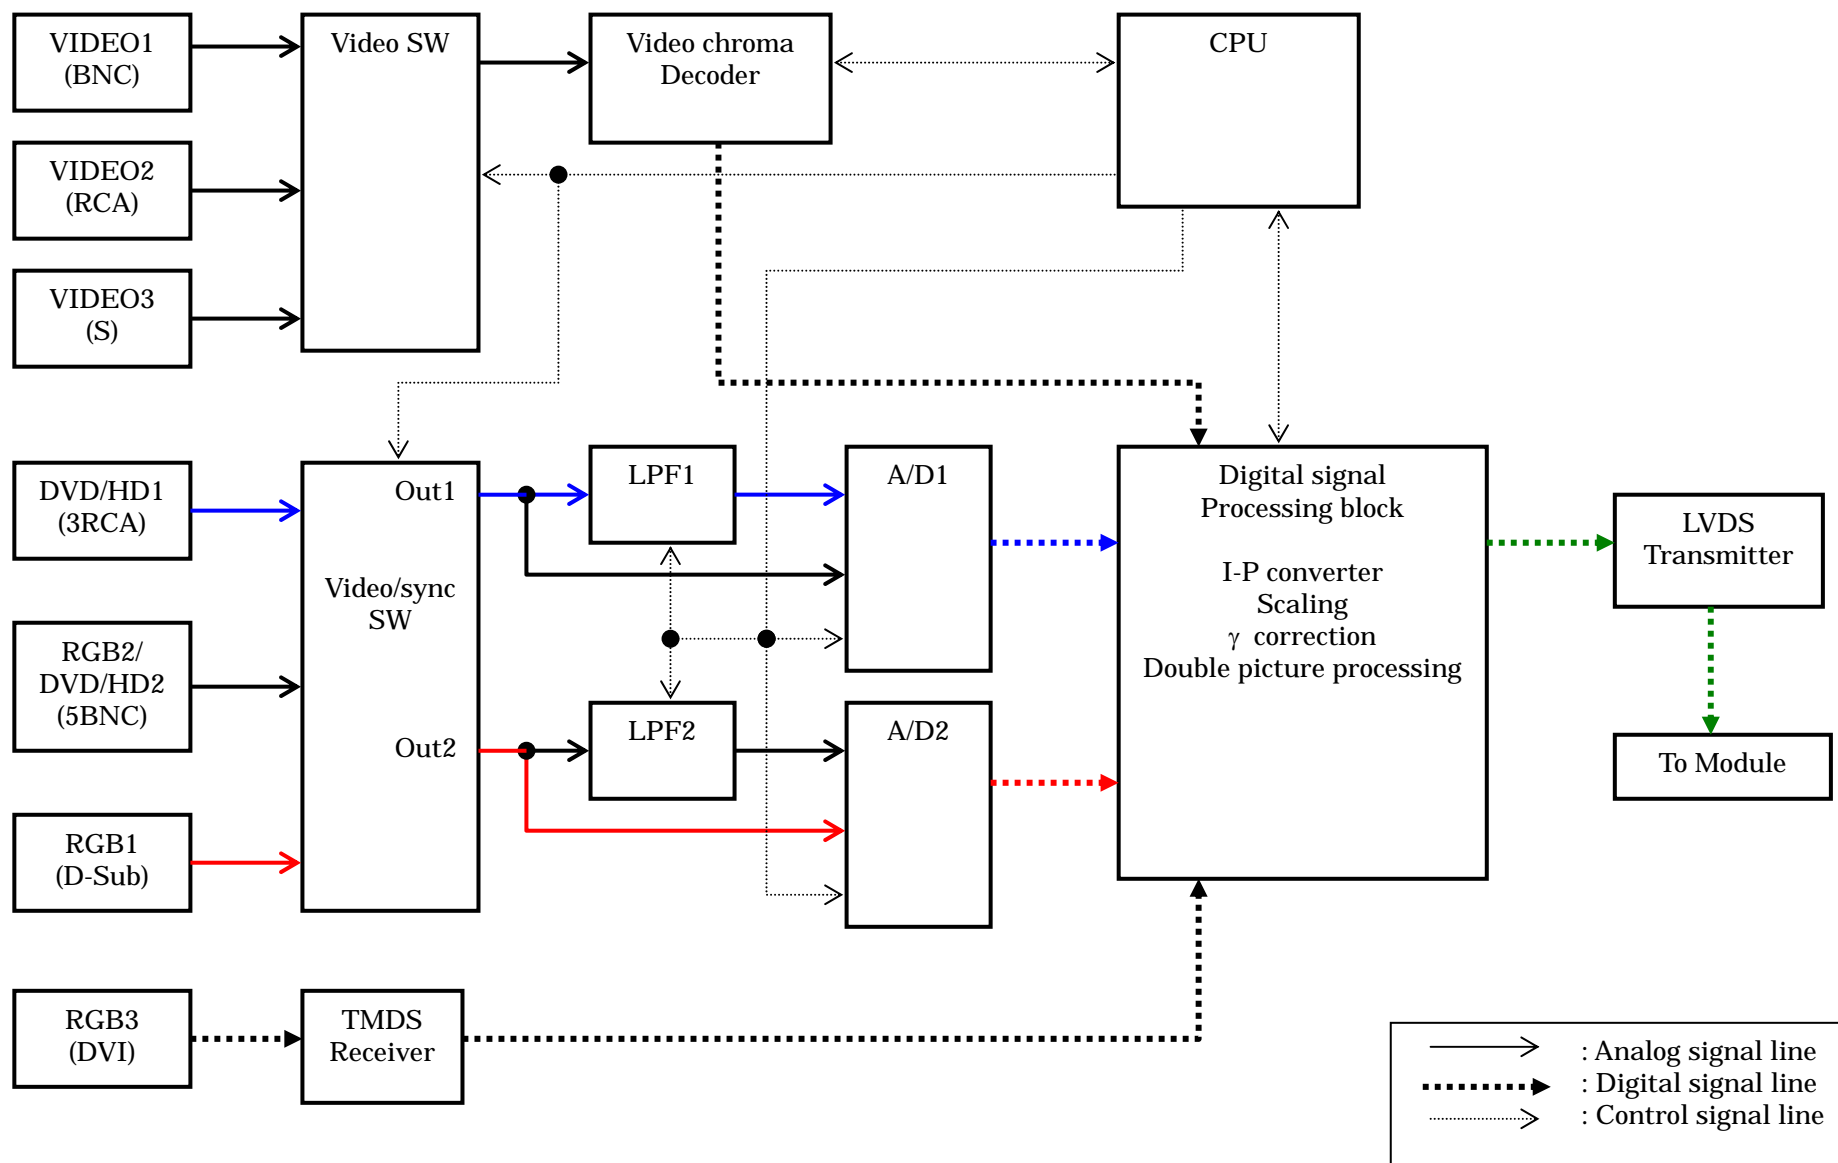 VIDEO1
(BNC)
Video SW
Video chroma
Decoder
CPU
VIDEO2
(RCA)
VIDEO3
(S)
DVD/HD1
(3RCA)
Out1
Video/sync
SW
Out2
LPF1
A/D1
Digital signal
Processing block
I-P converter
Scaling
γ correction
Double picture processing
LVDS
Transmitter
RGB2/
DVD/HD2
(5BNC)
LPF2
A/D2
To Module
RGB1
(D-Sub)
RGB3
(DVI)
TMDS
Receiver
: Analog signal line
: Digital signal line
: Control signal line